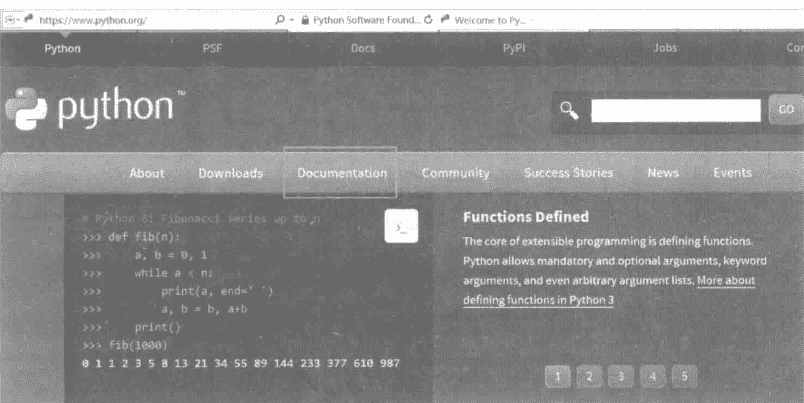 https://www.python.org/ Python Software Found... Welcome to Py...
Python PSF Docs PyPI Jobs
python™
GO
About Downloads Documentation Community Success Stories News Events
# Python 3: Fibonacci series up to n
>>> def fib(n):
>>> a, b = 0, 1
>>> while a < n:
>>> print(a, end=' ')
>>> a, b = b, a+b
>>> print()
>>> fib(1000)
0 1 1 2 3 5 8 13 21 34 55 89 144 233 377 610 987
>_
Functions Defined
The core of extensible programming is defining functions.
Python allows mandatory and optional arguments, keyword
arguments, and even arbitrary argument lists. More about
defining functions in Python 3
1 2 3 4 5